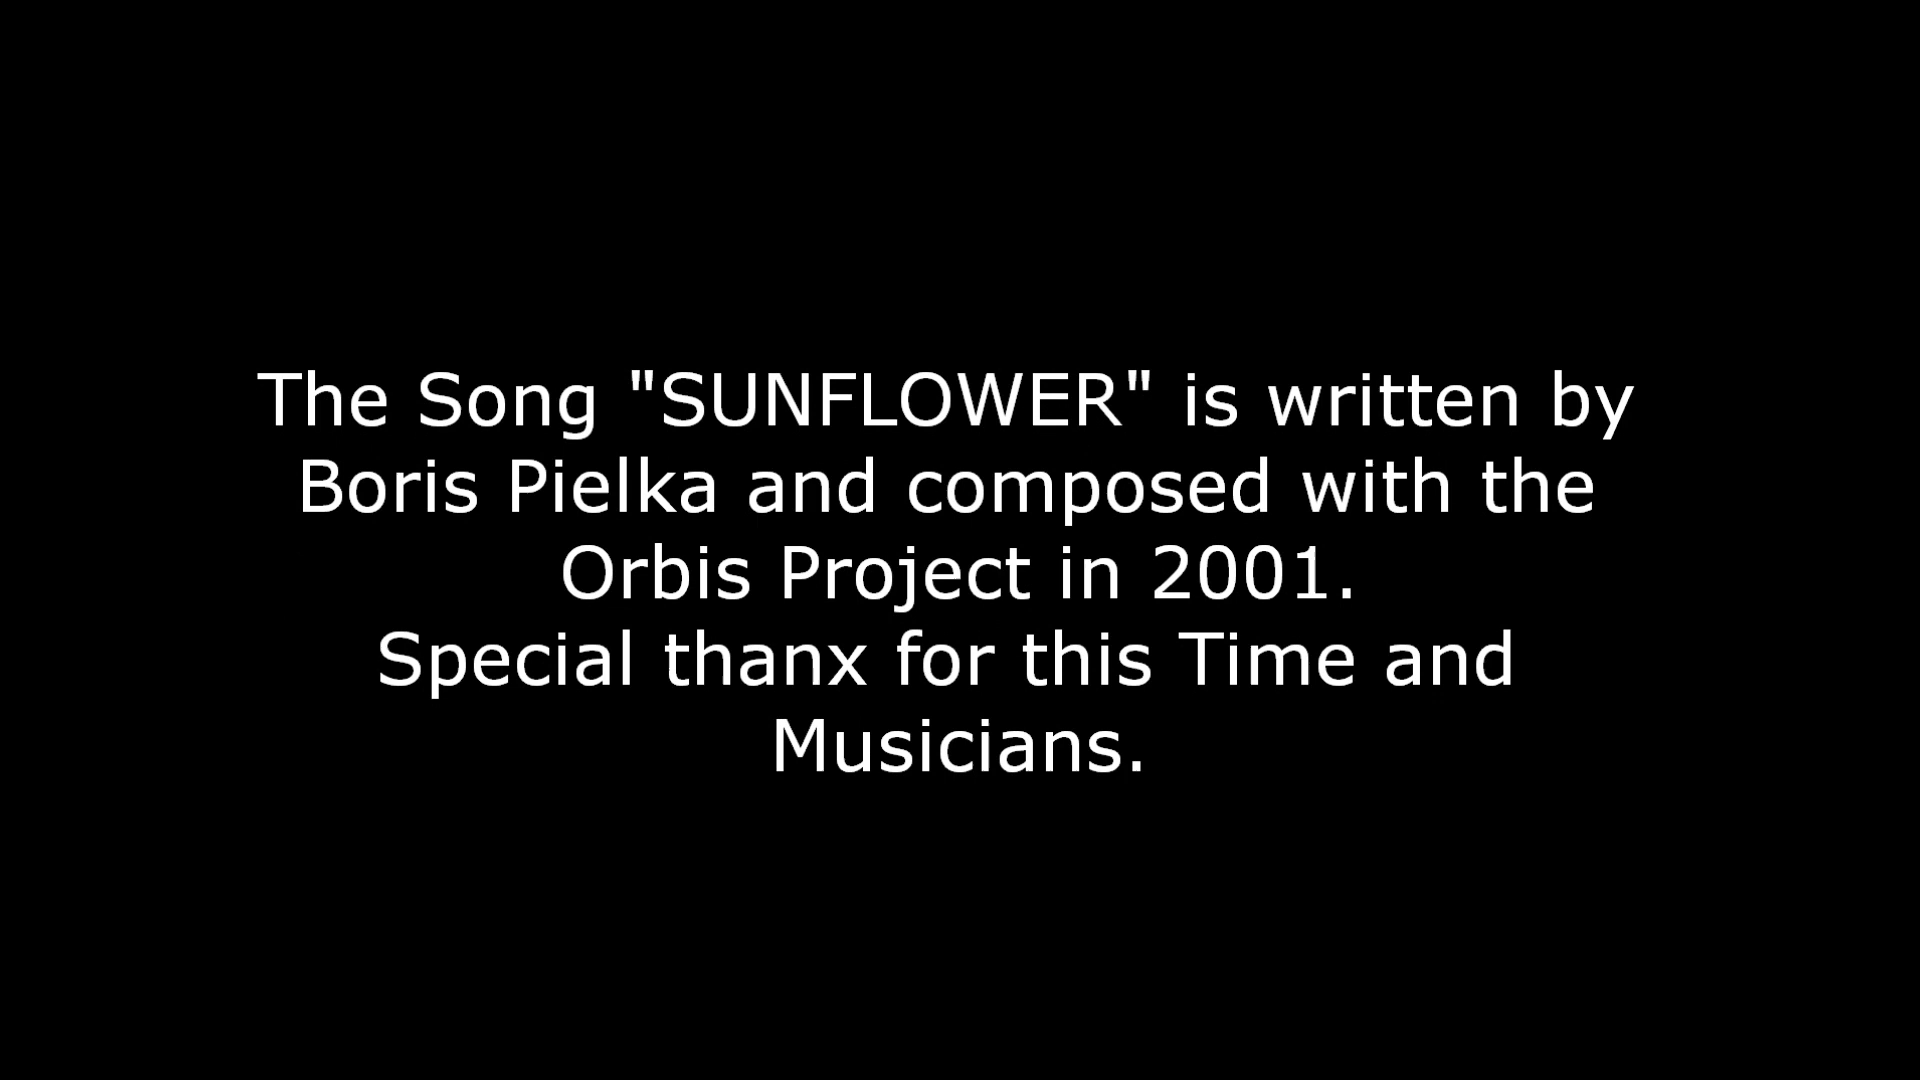 The Song "SUNFLOWER" is written by
Boris Pielka and composed with the
Orbis Project in 2001.
Special thanx for this Time and
Musicians.